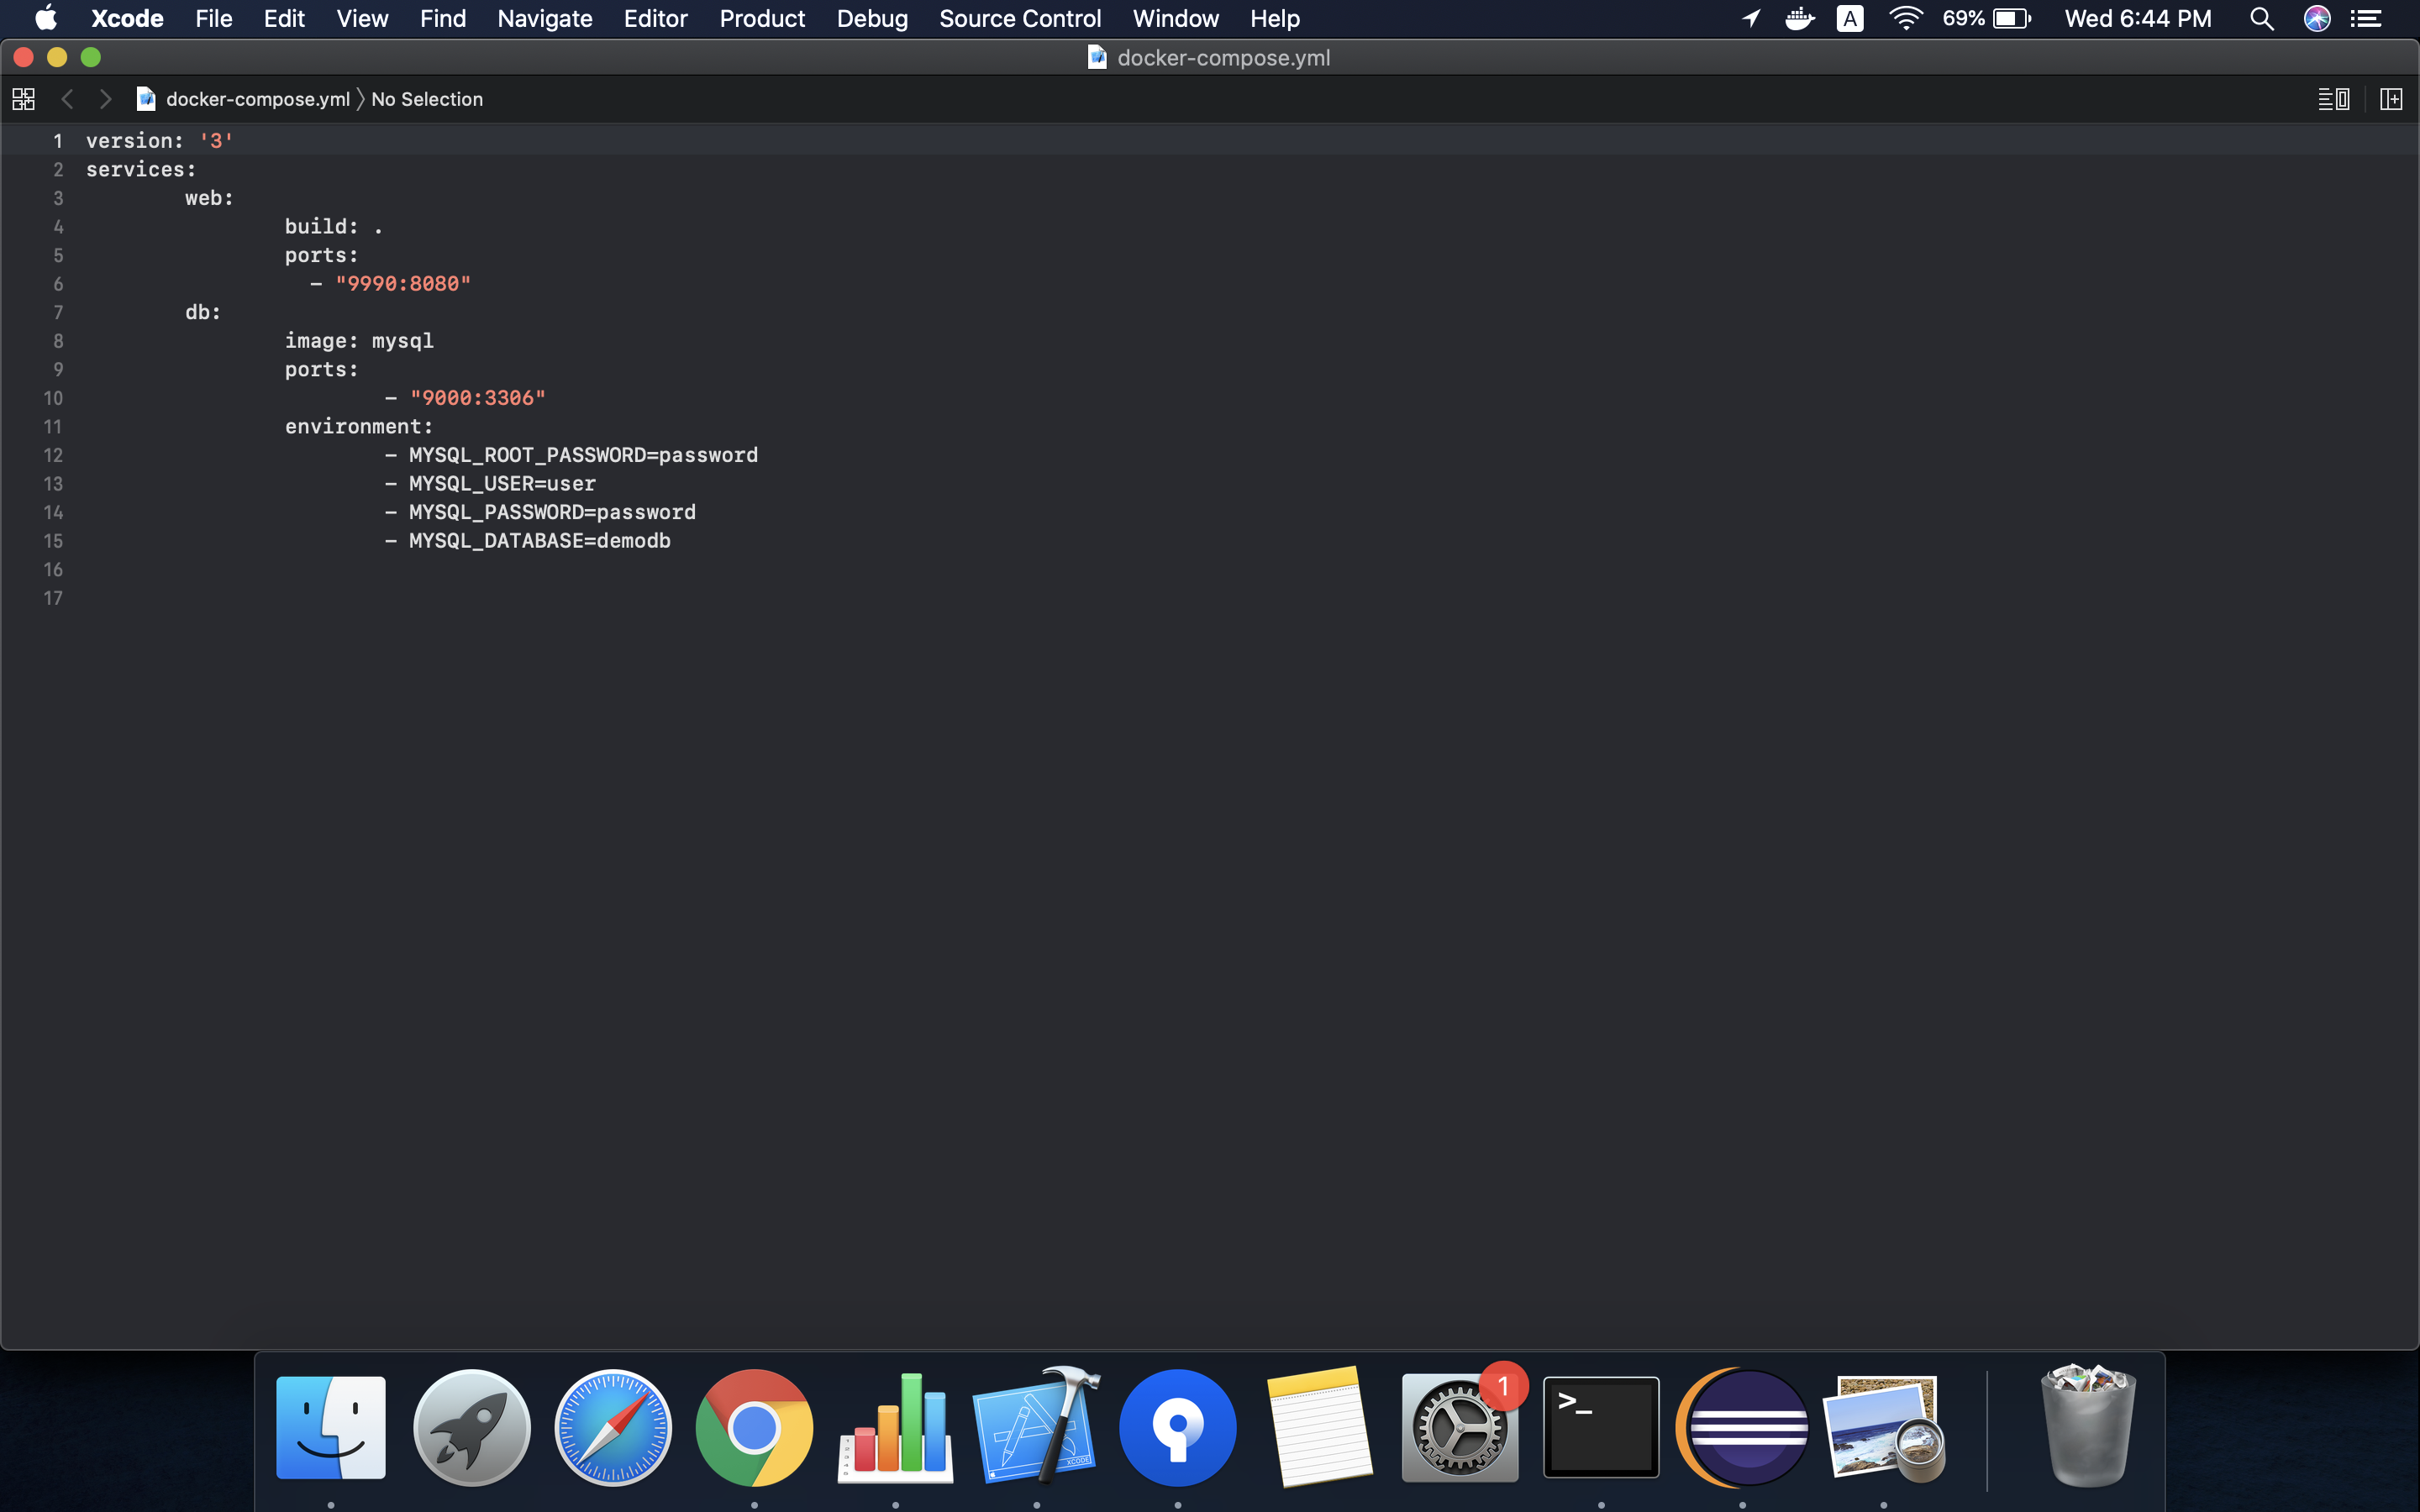 Xcode File Edit View Find Navigate Editor Product Debug Source Control Window Help A 69% Wed 6:44 PM
docker-compose.yml
docker-compose.yml No Selection
1 version: '3'
2 services:
3 web:
4 build: .
5 ports:
6 - "9990:8080"
7 db:
8 image: mysql
9 ports:
10 - "9000:3306"
11 environment:
12 - MYSQL_ROOT_PASSWORD=password
13 - MYSQL_USER=user
14 - MYSQL_PASSWORD=password
15 - MYSQL_DATABASE=demodb
16
17
1
>_
XCODE